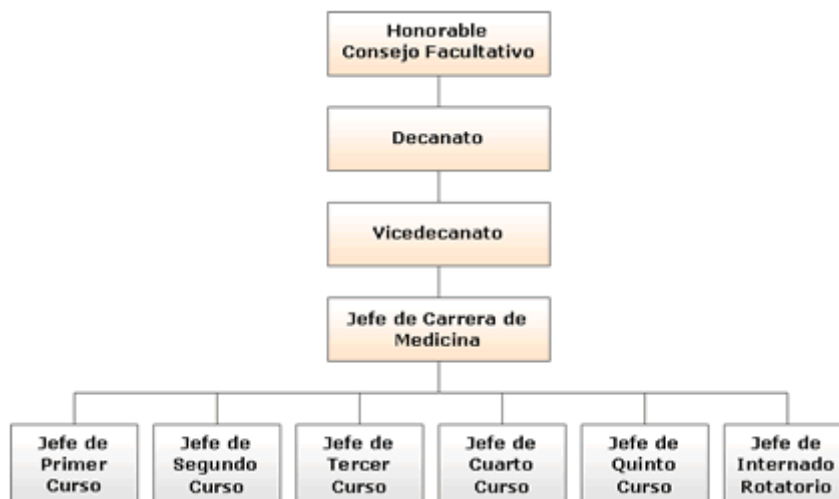 Honorable
Consejo Facultativo
Decanato
Vicedecanato
Jefe de Carrera de
Medicina
Jefe de
Primer
Curso
Jefe de
Segundo
Curso
Jefe de
Tercer
Curso
Jefe de
Cuarto
Curso
Jefe de
Quinto
Curso
Jefe de
Internado
Rotatorio